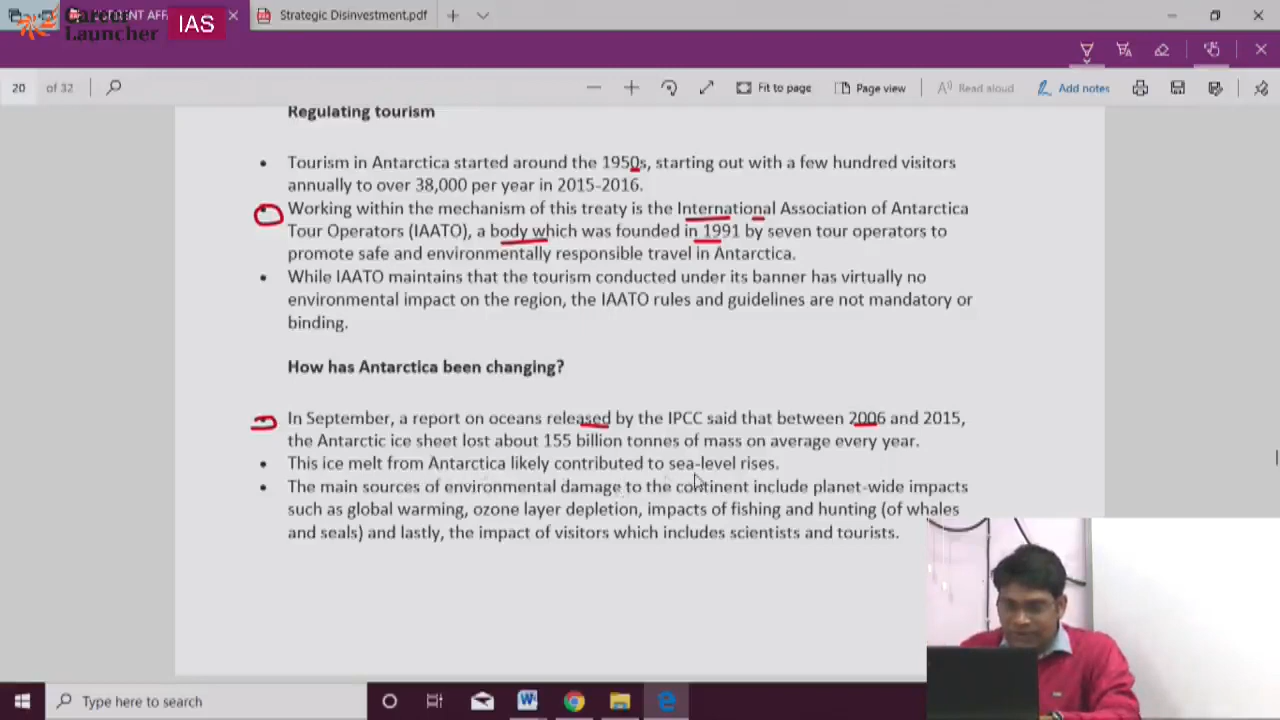 Career
Launcher
IAS
Strategic Disinvestment.pdf
20 of 32
Fit to page
Page view
Read aloud
Add notes
Regulating tourism
• Tourism in Antarctica started around the 1950s, starting out with a few hundred visitors
annually to over 38,000 per year in 2015-2016.
• Working within the mechanism of this treaty is the International Association of Antarctica
Tour Operators (IAATO), a body which was founded in 1991 by seven tour operators to
promote safe and environmentally responsible travel in Antarctica.
• While IAATO maintains that the tourism conducted under its banner has virtually no
environmental impact on the region, the IAATO rules and guidelines are not mandatory or
binding.
How has Antarctica been changing?
• In September, a report on oceans released by the IPCC said that between 2006 and 2015,
the Antarctic ice sheet lost about 155 billion tonnes of mass on average every year.
• This ice melt from Antarctica likely contributed to sea-level rises.
• The main sources of environmental damage to the continent include planet-wide impacts
such as global warming, ozone layer depletion, impacts of fishing and hunting (of whales
and seals) and lastly, the impact of visitors which includes scientists and tourists.
Type here to search